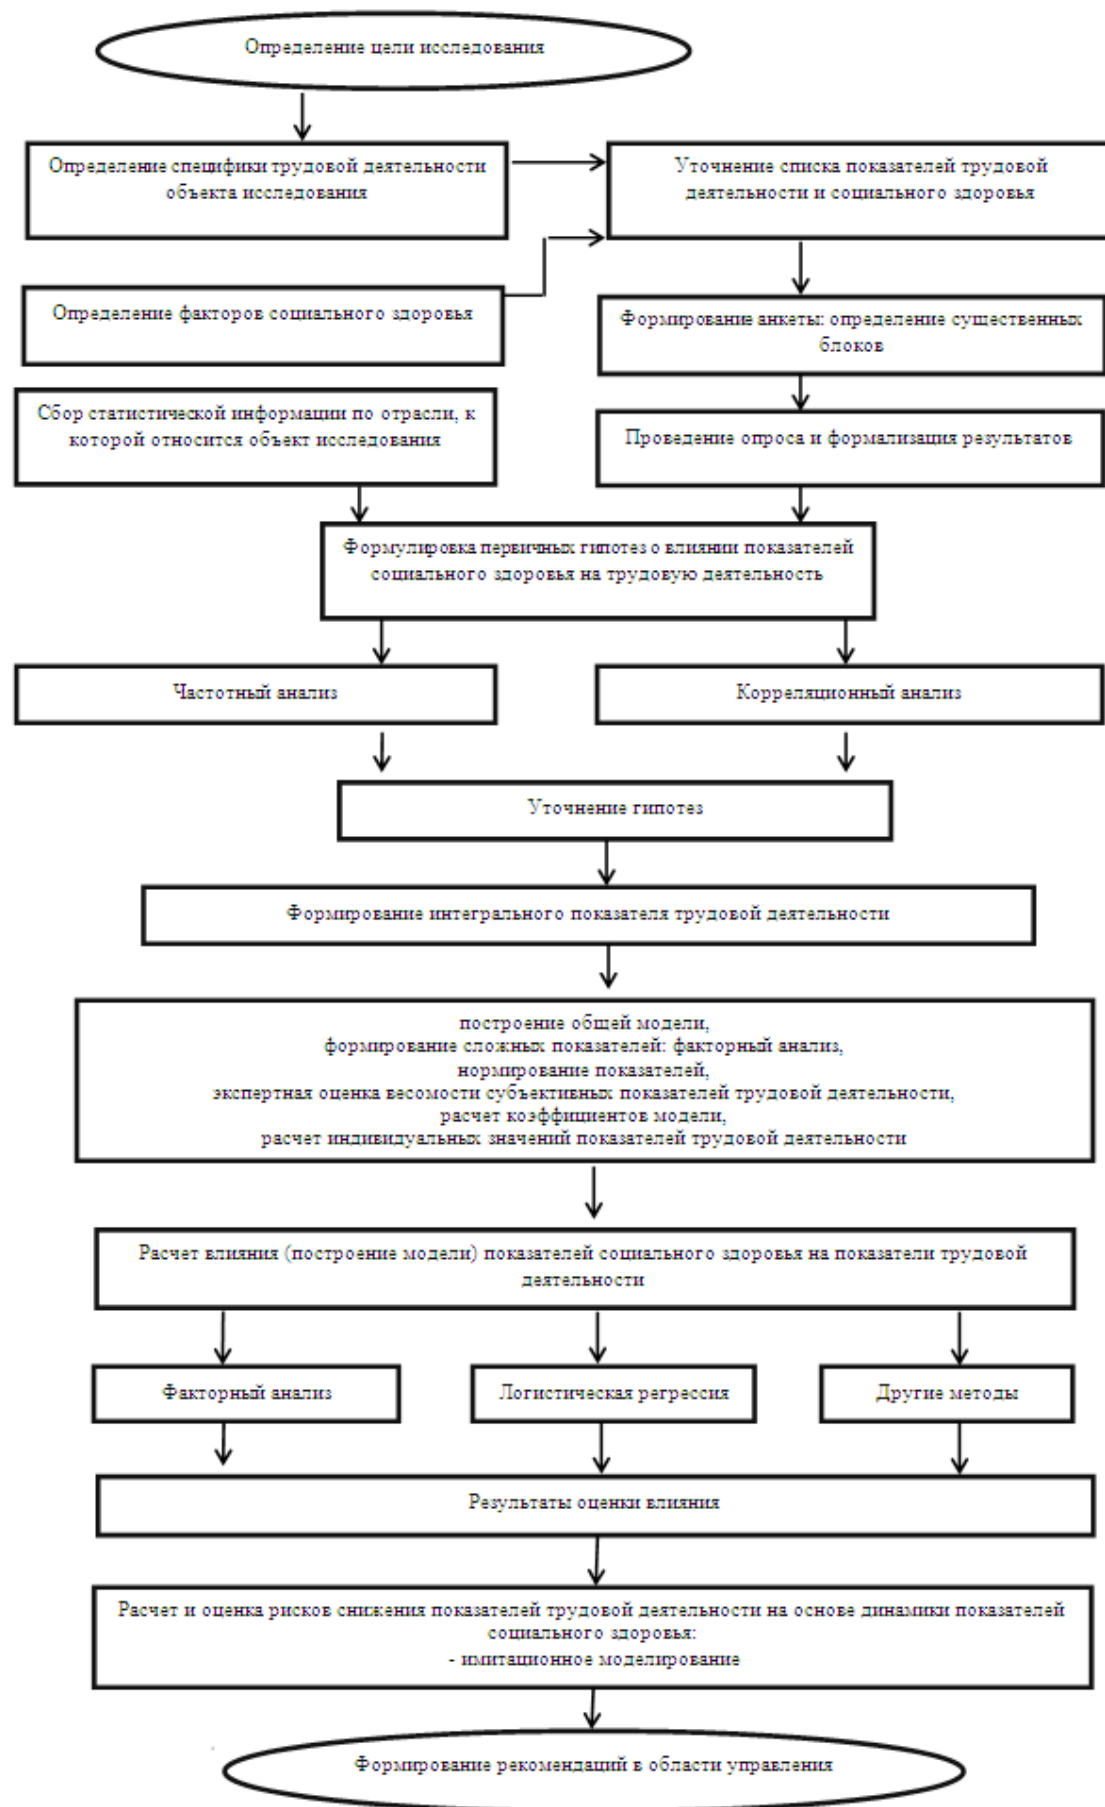 Определение цели исследования
Определение специфики трудовой деятельности
объекта исследования
Уточнение списка показателей трудовой
деятельности и социального здоровья
Определение факторов социального здоровья
Формирование анкеты: определение существенных
блоков
Сбор статистической информации по отрасли, к
которой относится объект исследования
Проведение опроса и формализация результатов
Формулировка первичных гипотез о влиянии показателей
социального здоровья на трудовую деятельность
Частотный анализ
Корреляционный анализ
Уточнение гипотез
Формирование интегрального показателя трудовой деятельности
построение общей модели,
формирование сложных показателей: факторный анализ,
нормирование показателей,
экспертная оценка весомости субъективных показателей трудовой деятельности,
расчет коэффициентов модели,
расчет индивидуальных значений показателей трудовой деятельности
Расчет влияния (построение модели) показателей социального здоровья на показатели трудовой
деятельности
Факторный анализ
Логистическая регрессия
Другие методы
Результаты оценки влияния
Расчет и оценка рисков снижения показателей трудовой деятельности на основе динамики показателей
социального здоровья:
- имитационное моделирование
Формирование рекомендаций в области управления